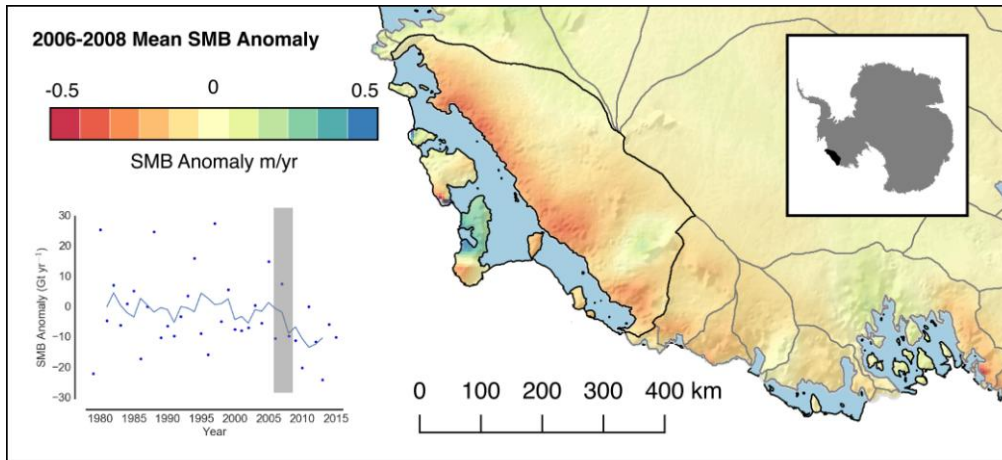 2006-2008 Mean SMB Anomaly
-0.5 0 0.5
SMB Anomaly m/yr
SMB Anomaly (Gt yr⁻¹)
30
20
10
0
−10
−20
−30
1980 1985 1990 1995 2000 2005 2010 2015
Year
0 100 200 300 400 km